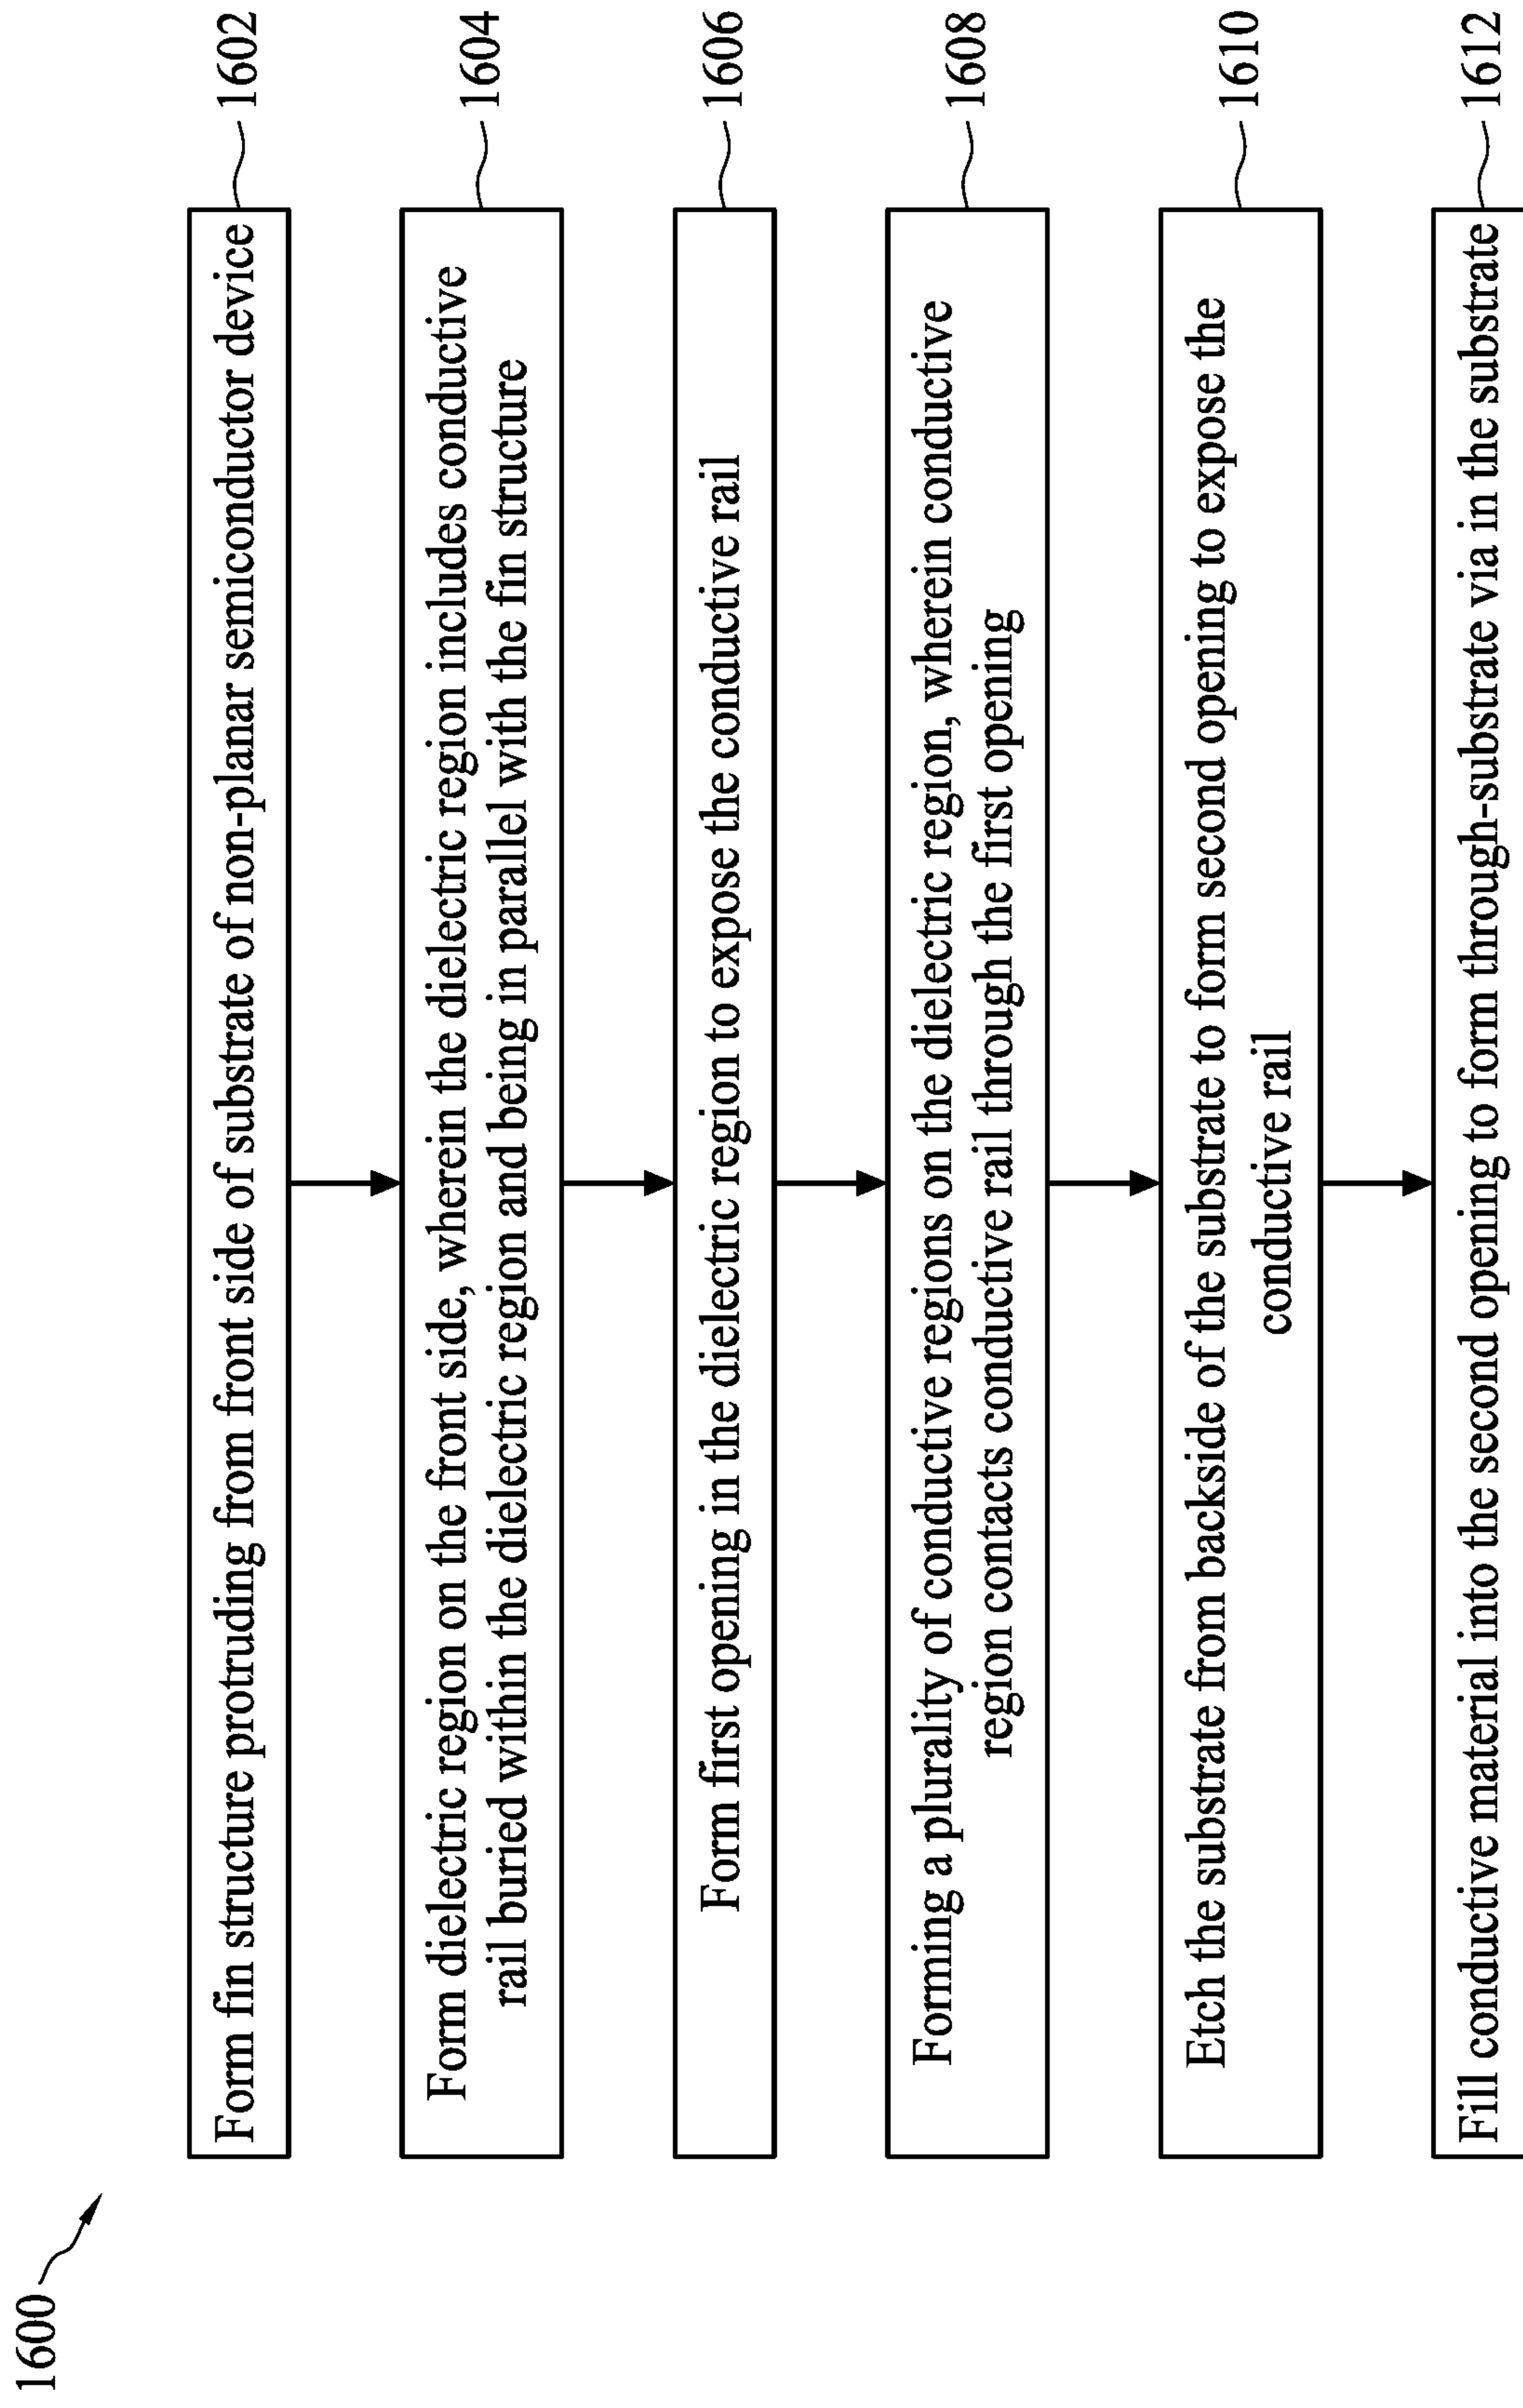 1600
Form fin structure protruding from front side of substrate of non-planar semiconductor device
1602
Form dielectric region on the front side, wherein the dielectric region includes conductive
rail buried within the dielectric region and being in parallel with the fin structure
1604
Form first opening in the dielectric region to expose the conductive rail
1606
Forming a plurality of conductive regions on the dielectric region, wherein conductive
region contacts conductive rail through the first opening
1608
Etch the substrate from backside of the substrate to form second opening to expose the
conductive rail
1610
Fill conductive material into the second opening to form through-substrate via in the substrate
1612